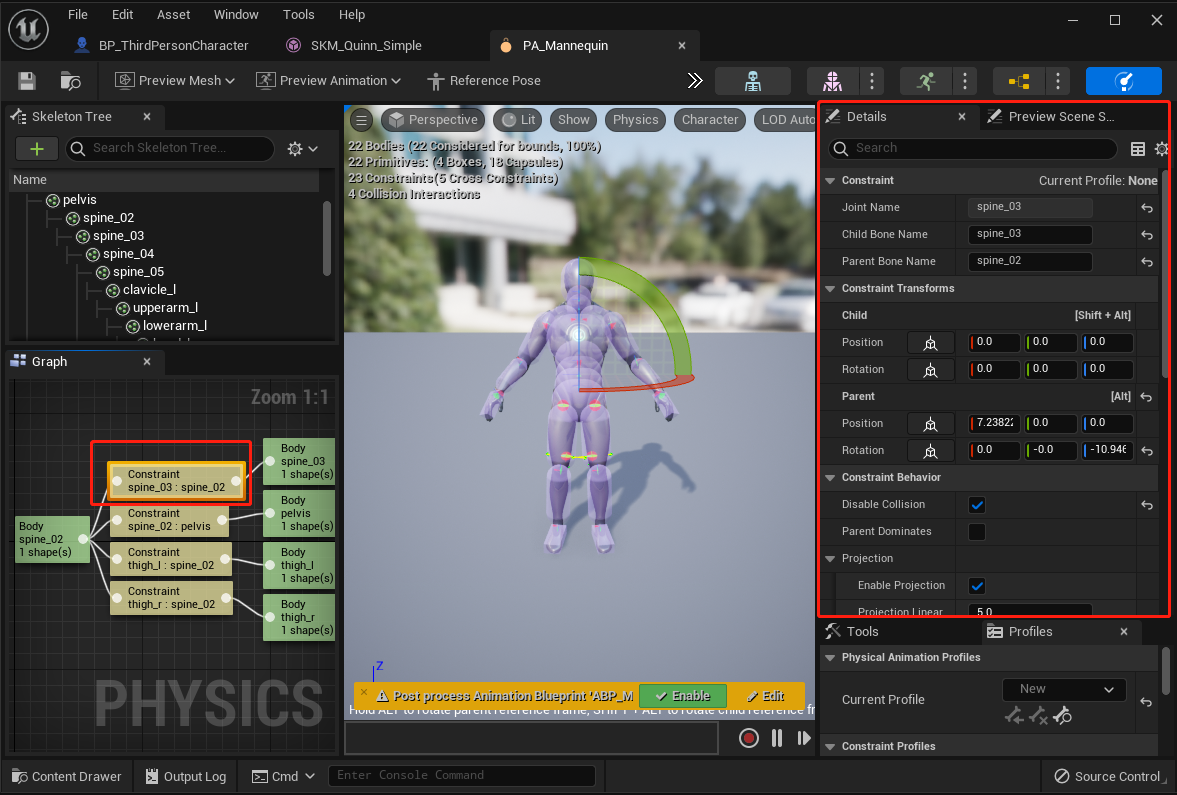 File Edit Asset Window Tools Help
BP_ThirdPersonCharacter SKM_Quinn_Simple PA_Mannequin
Preview Mesh Preview Animation Reference Pose
Skeleton Tree
Search Skeleton Tree...
Name
pelvis
spine_02
spine_03
spine_04
spine_05
clavicle_l
upperarm_l
lowerarm_l
Graph
Zoom 1:1
Body
spine_02
1 shape(s)
Constraint
spine_03 : spine_02
Constraint
spine_02 : pelvis
Constraint
thigh_l : spine_02
Constraint
thigh_r : spine_02
Body
spine_03
1 shape(s)
Body
pelvis
1 shape(s)
Body
thigh_l
1 shape(s)
Body
thigh_r
1 shape(s)
PHYSICS
Perspective Lit Show Physics Character LOD Auto
22 Bodies (22 Considered for bounds, 100%)
22 Primitives: (4 Boxes, 18 Capsules)
23 Constraints(5 Cross Constraints)
4 Collision Interactions
Z
Post process Animation Blueprint 'ABP_M Enable Edit
Hold ALT to rotate parent reference frame, SHIFT + ALT to rotate child reference fr
Details Preview Scene S...
Search
Constraint Current Profile: None
Joint Name spine_03
Child Bone Name spine_03
Parent Bone Name spine_02
Constraint Transforms
Child [Shift + Alt]
Position 0.0 0.0 0.0
Rotation 0.0 0.0 0.0
Parent [Alt]
Position 7.23822 0.0 0.0
Rotation 0.0 -0.0 -10.946
Constraint Behavior
Disable Collision
Parent Dominates
Projection
Enable Projection
Projection Linear 5.0
Tools Profiles
Physical Animation Profiles
Current Profile New
Constraint Profiles
Content Drawer Output Log Cmd Enter Console Command Source Control